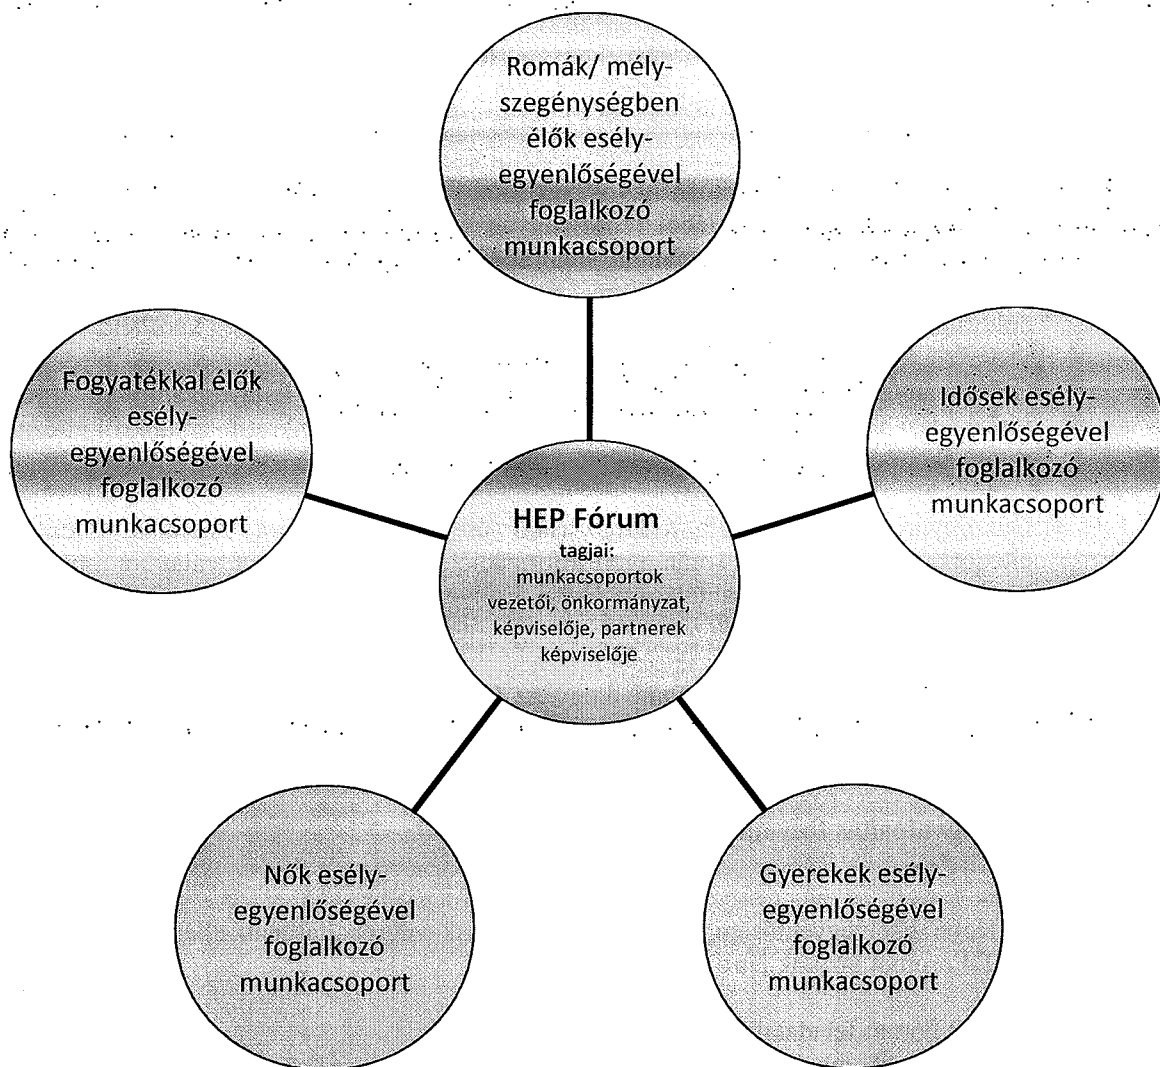 Romák/ mély-
szegénységben
élők esély-
egyenlőségével
foglalkozó
munkacsoport
Fogyatékkal élők
esély-
egyenlőségével
foglalkozó
munkacsoport
Idősek esély-
egyenlőségével
foglalkozó
munkacsoport
HEP Fórum
tagjai:
munkacsoportok
vezetői, önkormányzat,
képviselője, partnerek
képviselője
Nők esély-
egyenlőségével
foglalkozó
munkacsoport
Gyerekek esély-
egyenlőségével
foglalkozó
munkacsoport